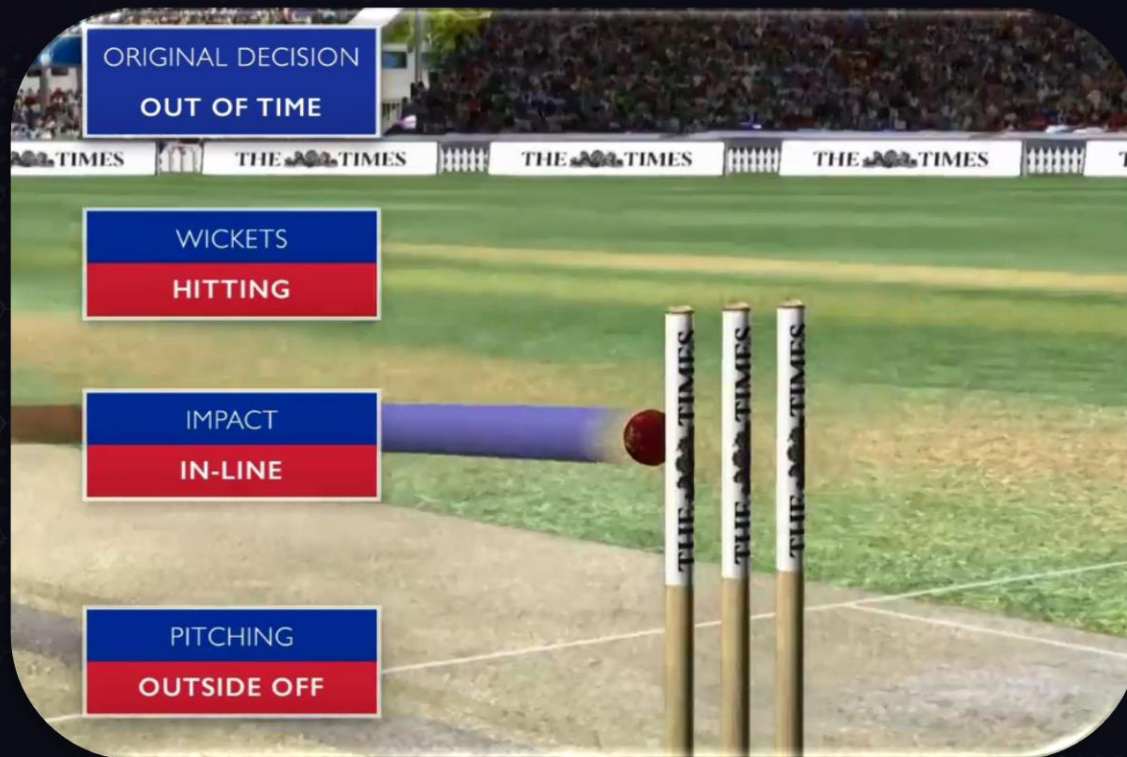 ORIGINAL DECISION
OUT OF TIME
TIMES
THE TIMES
THE TIMES
THE TIMES
WICKETS
HITTING
IMPACT
IN-LINE
PITCHING
OUTSIDE OFF
THE TIMES
THE TIMES
THE TIMES